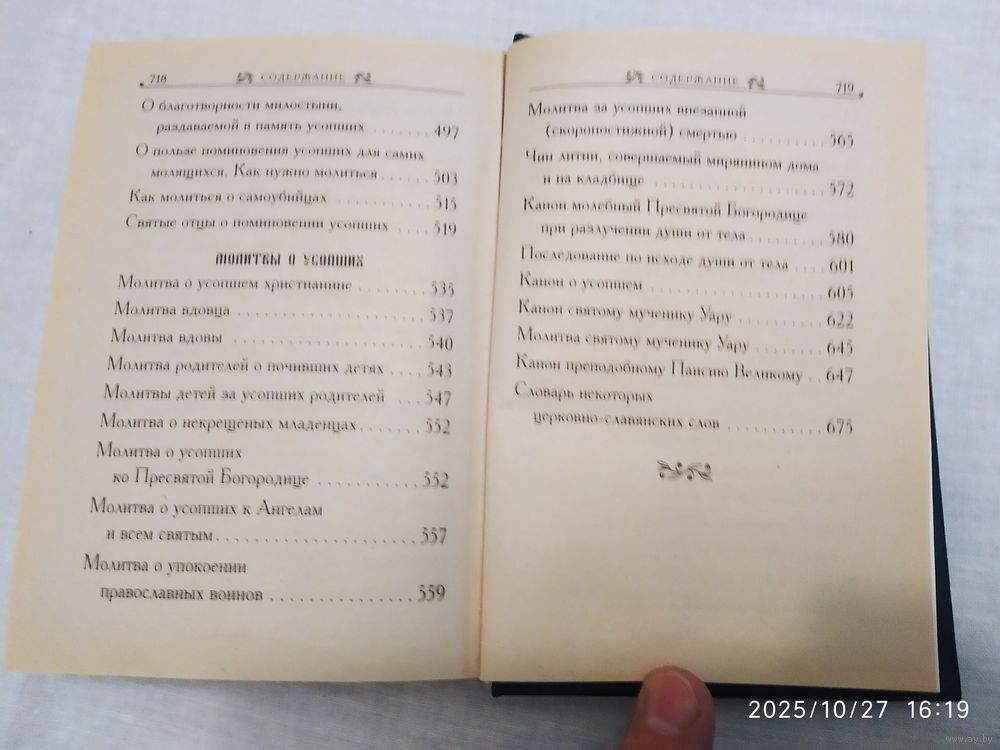 718 СОДЕРЖАНИЕ
О благотворности милостыни,
раздаваемой в память усопших ....... 497
О пользе поминовения усопших для самих
молящихся. Как нужно молиться ...... 503
Как молиться о самоубийцах ............ 515
Святые отцы о поминовении усопших .... 519
МОЛИТВЫ О УСОПШИХ
Молитва о усопшем христианине ........ 535
Молитва вдовца ...................... 537
Молитва вдовы ...................... 540
Молитва родителей о почивших детях .... 543
Молитвы детей за усопших родителей ... 547
Молитва о некрещеных младенцах ........ 552
Молитва о усопших
ко Пресвятой Богородице ............ 552
Молитва о усопших к Ангелам
и всем святым ..................... 557
Молитва о упокоении
православных воинов ................ 559
СОДЕРЖАНИЕ 719
Молитва за усопших внезанной
(скоропостижной) смертью .......... 565
Чин литии, совершаемый мирянином дома
и на кладбище .................. 572
Канон молебный Пресвятой Богородице
при разлучении души от тела ......... 580
Последование по исходе души от тела .... 601
Канон о усопшем .................... 605
Канон святому мученику Уару .......... 622
Молитва святому мученику Уару ........ 645
Канон преподобному Паисию Великому .. 647
Словарь некоторых
церковно-славянских слов ............ 675
2025/10/27 16:19
www.ay.by